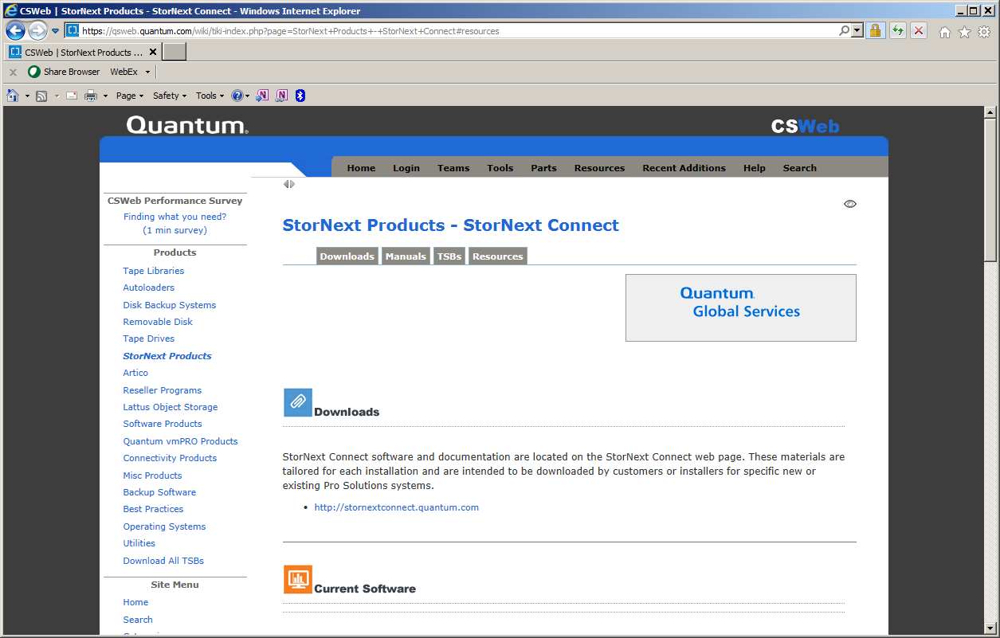 CSWeb | StorNext Products - StorNext Connect - Windows Internet Explorer
https://qsweb.quantum.com/wiki/tiki-index.php?page=StorNext+Products+-+StorNext+Connect#resources
CSWeb | StorNext Products ...
Share Browser WebEx
Page Safety Tools
Quantum. CSWeb
Home Login Teams Tools Parts Resources Recent Additions Help Search
CSWeb Performance Survey
Finding what you need?
(1 min survey)
Products
Tape Libraries
Autoloaders
Disk Backup Systems
Removable Disk
Tape Drives
StorNext Products
Artico
Reseller Programs
Lattus Object Storage
Software Products
Quantum vmPRO Products
Connectivity Products
Misc Products
Backup Software
Best Practices
Operating Systems
Utilities
Download All TSBs
Site Menu
Home
Search
StorNext Products - StorNext Connect
Downloads Manuals TSBs Resources
Quantum.
Global Services
Downloads
StorNext Connect software and documentation are located on the StorNext Connect web page. These materials are
tailored for each installation and are intended to be downloaded by customers or installers for specific new or
existing Pro Solutions systems.
• http://stornextconnect.quantum.com
Current Software